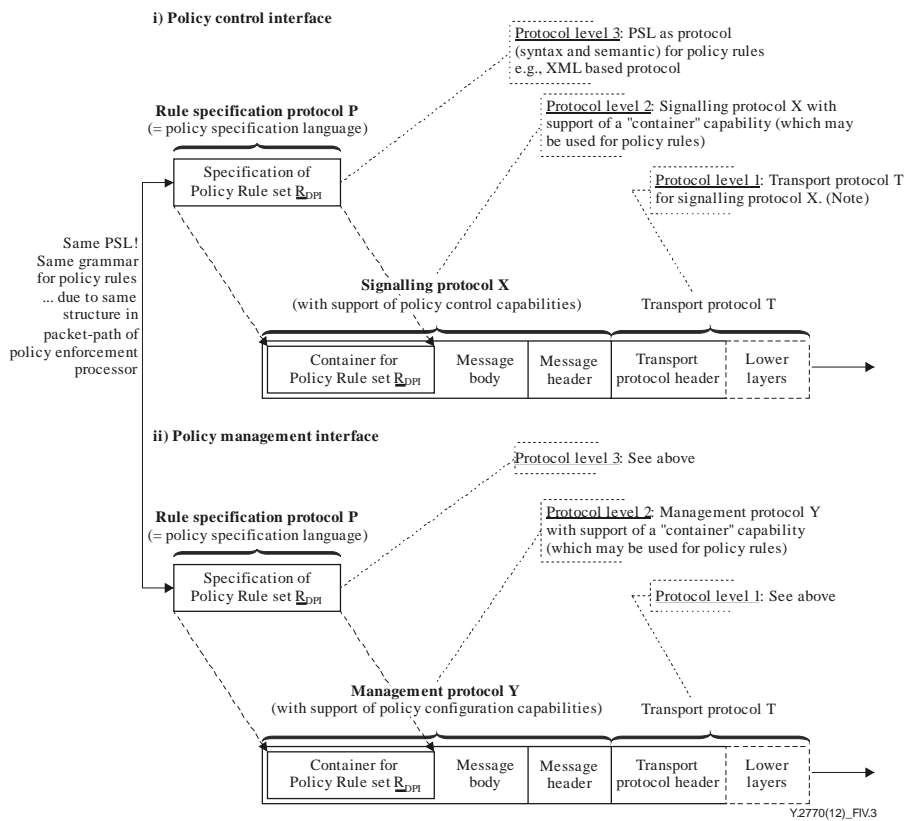 i) Policy control interface
Protocol level 3: PSL as protocol
(syntax and semantic) for policy rules
e.g., XML based protocol
Rule specification protocol P
(= policy specification language)
Protocol level 2: Signalling protocol X with
support of a "container" capability (which may
be used for policy rules)
Specification of
Policy Rule set RDPI
Protocol level 1: Transport protocol T
for signalling protocol X. (Note)
Same PSL!
Same grammar
for policy rules
... due to same
structure in
packet-path of
policy enforcement
processor
Signalling protocol X
(with support of policy control capabilities)
Transport protocol T
Container for
Policy Rule set RDPI
Message
body
Message
header
Transport
protocol header
Lower
layers
ii) Policy management interface
Protocol level 3: See above
Rule specification protocol P
(= policy specification language)
Protocol level 2: Management protocol Y
with support of a "container" capability
(which may be used for policy rules)
Specification of
Policy Rule set RDPI
Protocol level 1: See above
Management protocol Y
(with support of policy configuration capabilities)
Transport protocol T
Container for
Policy Rule set RDPI
Message
body
Message
header
Transport
protocol header
Lower
layers
Y.2770(12)_FIV.3